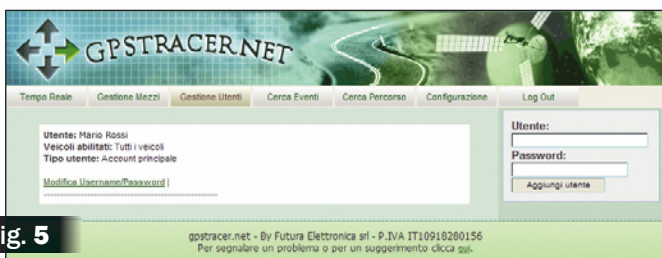 GPSTRACER.NET
Tempo Reale Gestione Mezzi Gestione Utenti Cerca Eventi Cerca Percorso Configurazione Log Out
Utente: Mario Rossi
Veicoli abilitati: Tutti i veicoli
Tipo utente: Account principale
Modifica Username/Password |
Utente:
Password:
Aggiungi utente
ig. 5
gpstracer.net - By Futura Elettronica srl - P.IVA IT10918280156
Per segnalare un problema o per un suggerimento clicca qui.